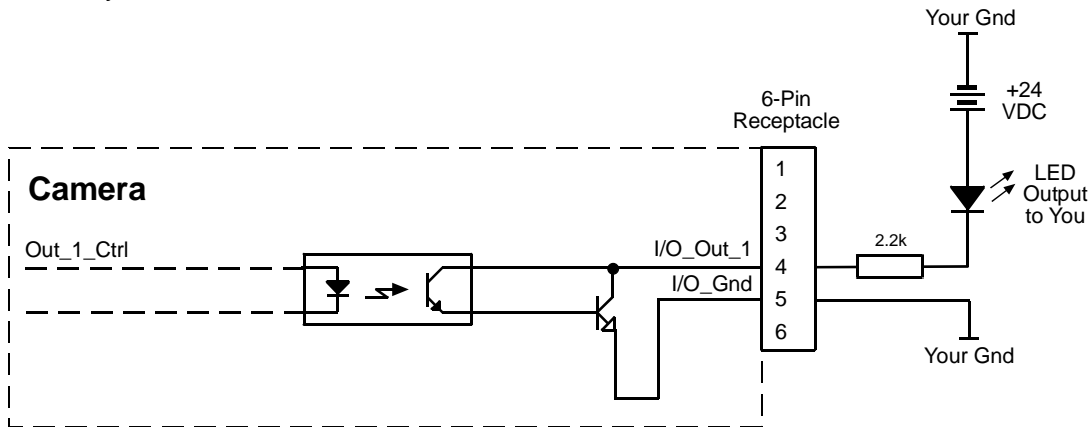 Your Gnd
+24
VDC
6-Pin
Receptacle
LED
Output
to You
Camera
Out_1_Ctrl
I/O_Out_1
I/O_Gnd
1
2
3
4
5
6
2.2k
Your Gnd